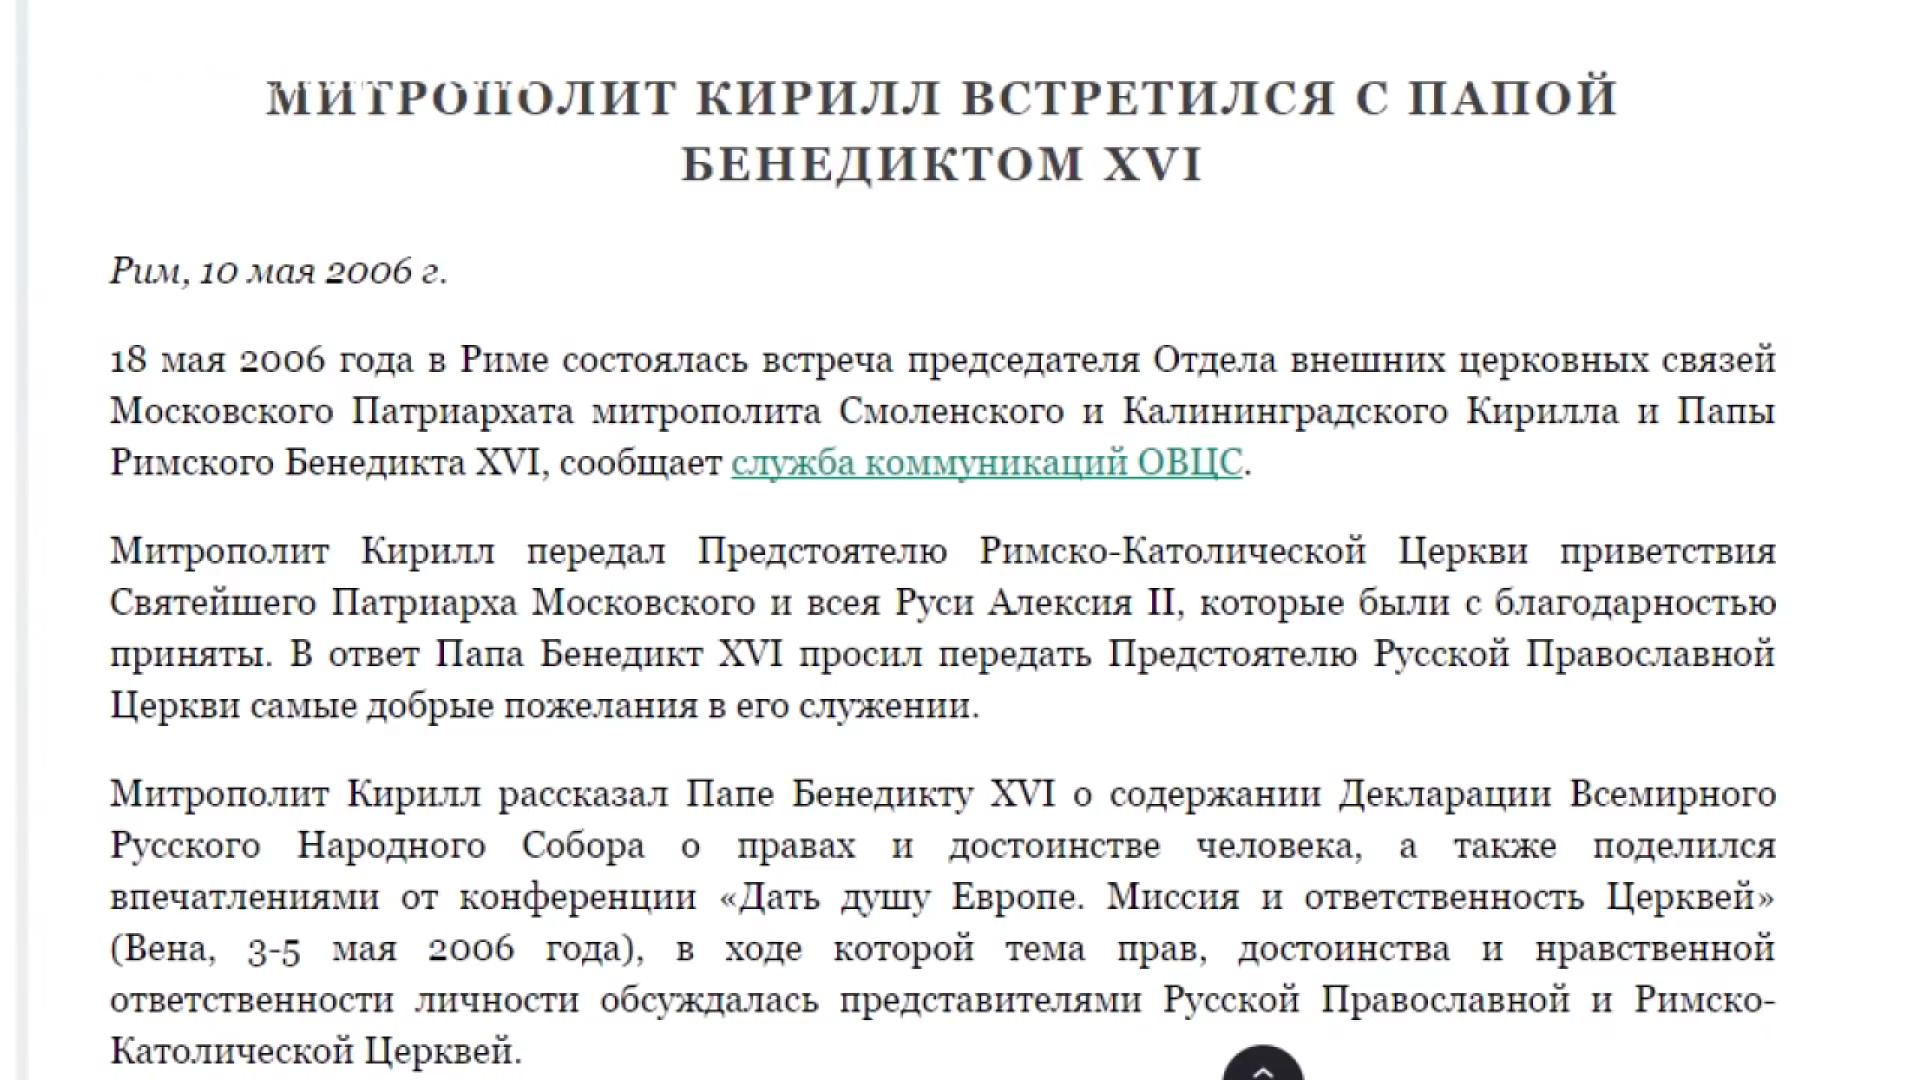 МИТРОПОЛИТ КИРИЛЛ ВСТРЕТИЛСЯ С ПАПОЙ
БЕНЕДИКТОМ XVI
Рим, 10 мая 2006 г.
18 мая 2006 года в Риме состоялась встреча председателя Отдела внешних церковных связей
Московского Патриархата митрополита Смоленского и Калининградского Кирилла и Папы
Римского Бенедикта XVI, сообщает служба коммуникаций ОВЦС.
Митрополит Кирилл передал Предстоятелю Римско-Католической Церкви приветствия
Святейшего Патриарха Московского и всея Руси Алексия II, которые были с благодарностью
приняты. В ответ Папа Бенедикт XVI просил передать Предстоятелю Русской Православной
Церкви самые добрые пожелания в его служении.
Митрополит Кирилл рассказал Папе Бенедикту XVI о содержании Декларации Всемирного
Русского Народного Собора о правах и достоинстве человека, а также поделился
впечатлениями от конференции «Дать душу Европе. Миссия и ответственность Церквей»
(Вена, 3-5 мая 2006 года), в ходе которой тема прав, достоинства и нравственной
ответственности личности обсуждалась представителями Русской Православной и Римско-
Католической Церквей.